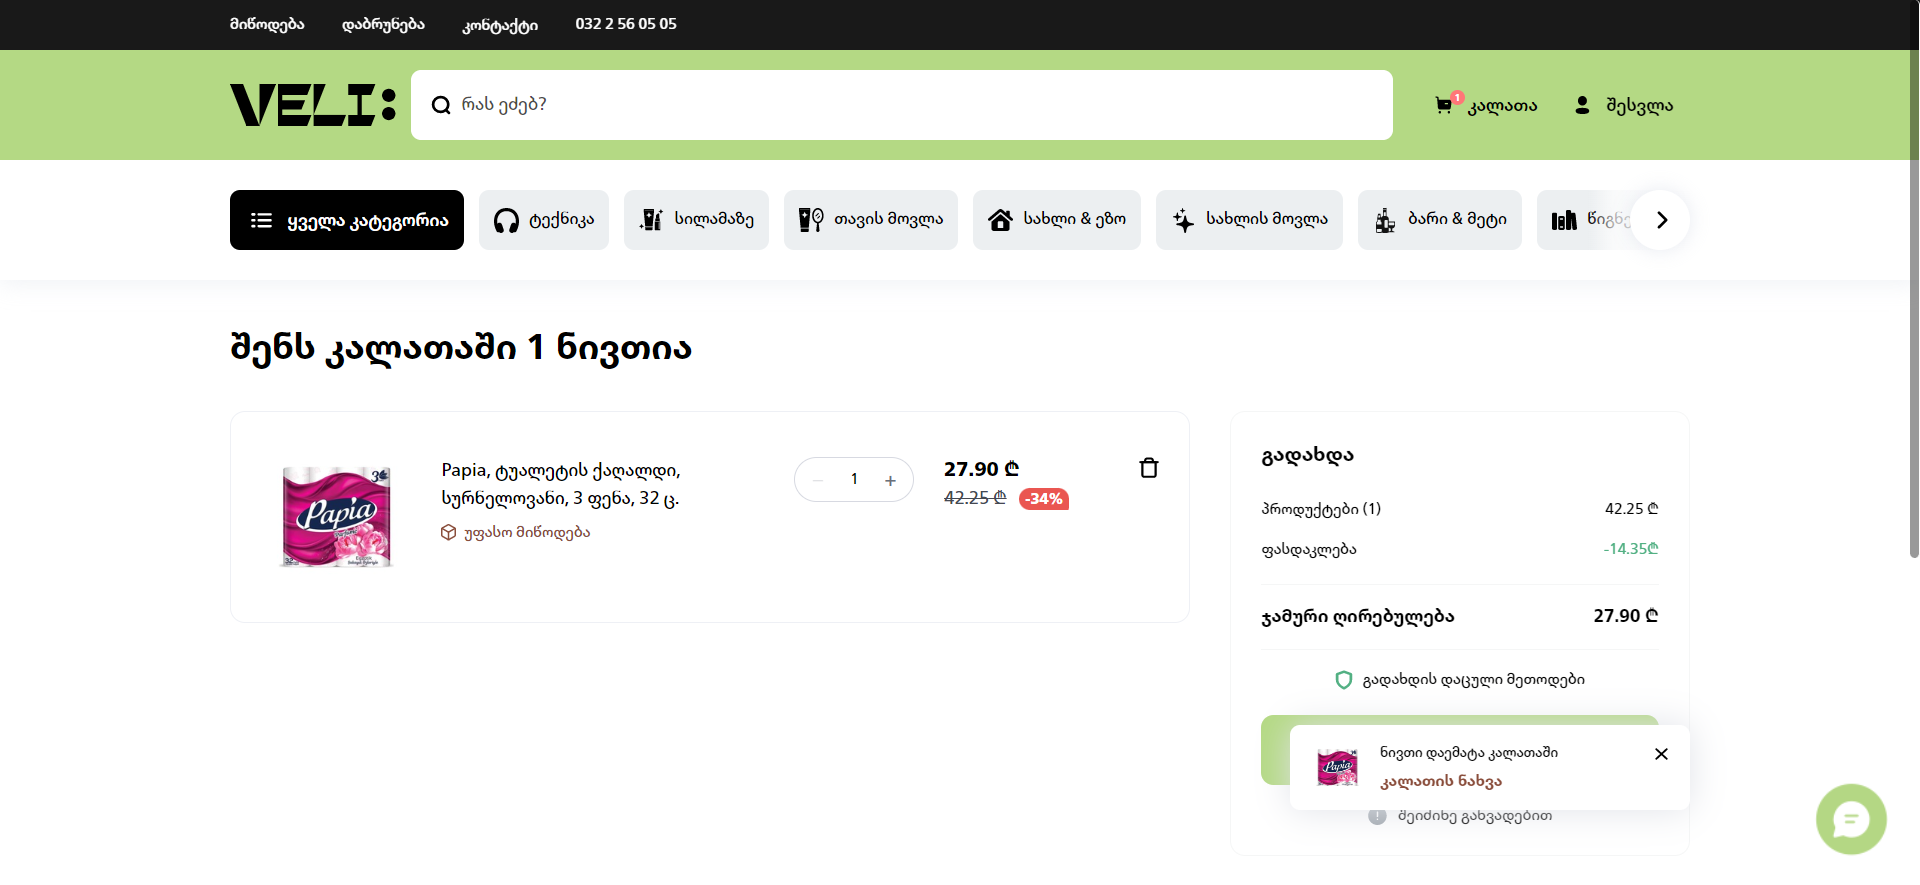 მიწოდება დაბრუნება კონტაქტი 032 2 56 05 05
VELI:
რას ეძებ?
1
კალათა
შესვლა
ყველა კატეგორია
ტექნიკა
სილამაზე
თავის მოვლა
სახლი & ეზო
სახლის მოვლა
ბარი & მეტი
შენს კალათაში 1 ნივთია
Papia
Papia, ტუალეტის ქაღალდი,
სურნელოვანი, 3 ფენა, 32 ც.
უფასო მიწოდება
− 1 +
27.90 ₾
42.25 ₾ -34%
გადახდა
პროდუქტები (1) 42.25 ₾
ფასდაკლება -14.35₾
ჯამური ღირებულება 27.90 ₾
გადახდის დაცული მეთოდები
Papia
ნივთი დაემატა კალათაში
კალათის ნახვა
შეიძინე განვადებით